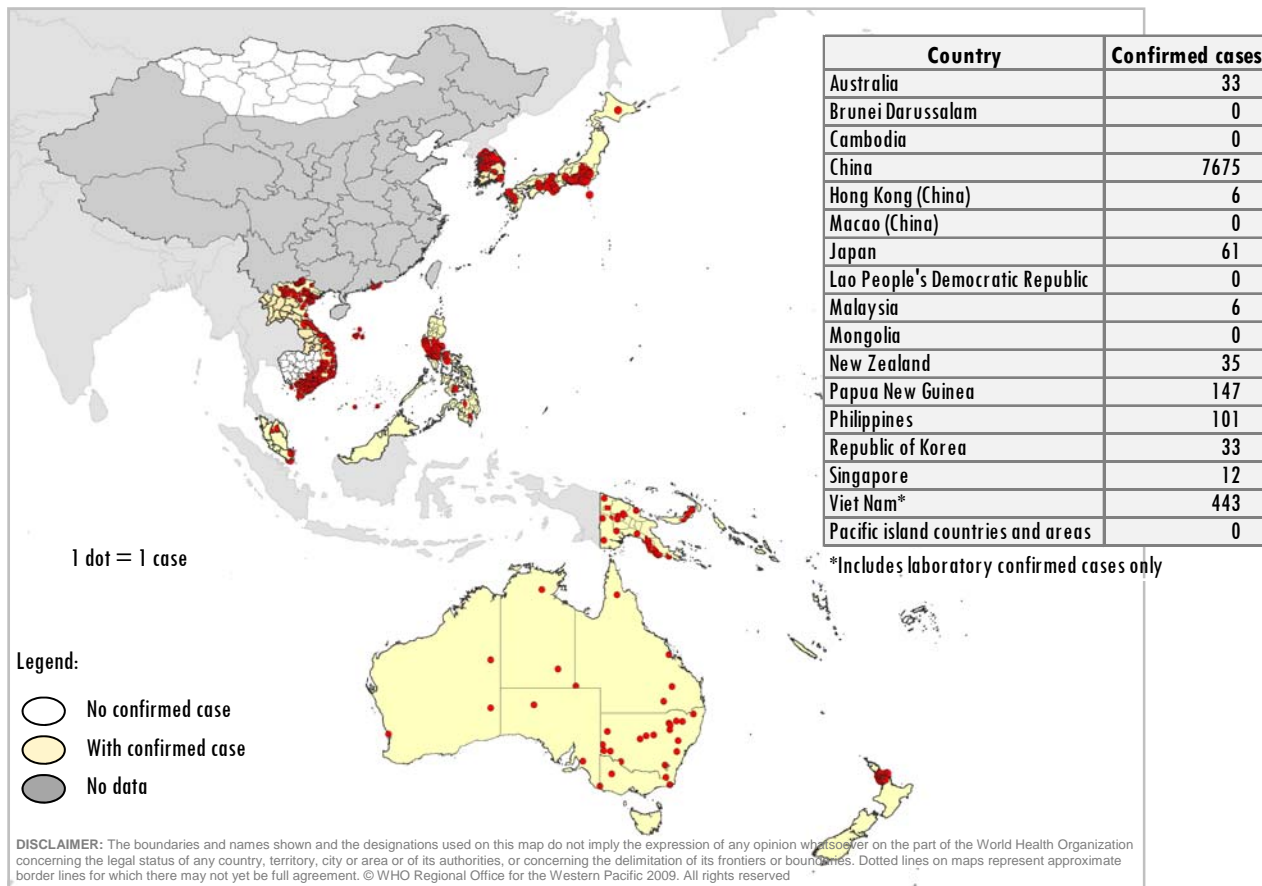 Country Confirmed cases
Australia 33
Brunei Darussalam 0
Cambodia 0
China 7675
Hong Kong (China) 6
Macao (China) 0
Japan 61
Lao People's Democratic Republic 0
Malaysia 6
Mongolia 0
New Zealand 35
Papua New Guinea 147
Philippines 101
Republic of Korea 33
Singapore 12
Viet Nam* 443
Pacific island countries and areas 0
*Includes laboratory confirmed cases only
1 dot = 1 case
Legend:
No confirmed case
With confirmed case
No data
DISCLAIMER: The boundaries and names shown and the designations used on this map do not imply the expression of any opinion whatsoever on the part of the World Health Organization
concerning the legal status of any country, territory, city or area or of its authorities, or concerning the delimitation of its frontiers or boundaries. Dotted lines on maps represent approximate
border lines for which there may not yet be full agreement. © WHO Regional Office for the Western Pacific 2009. All rights reserved